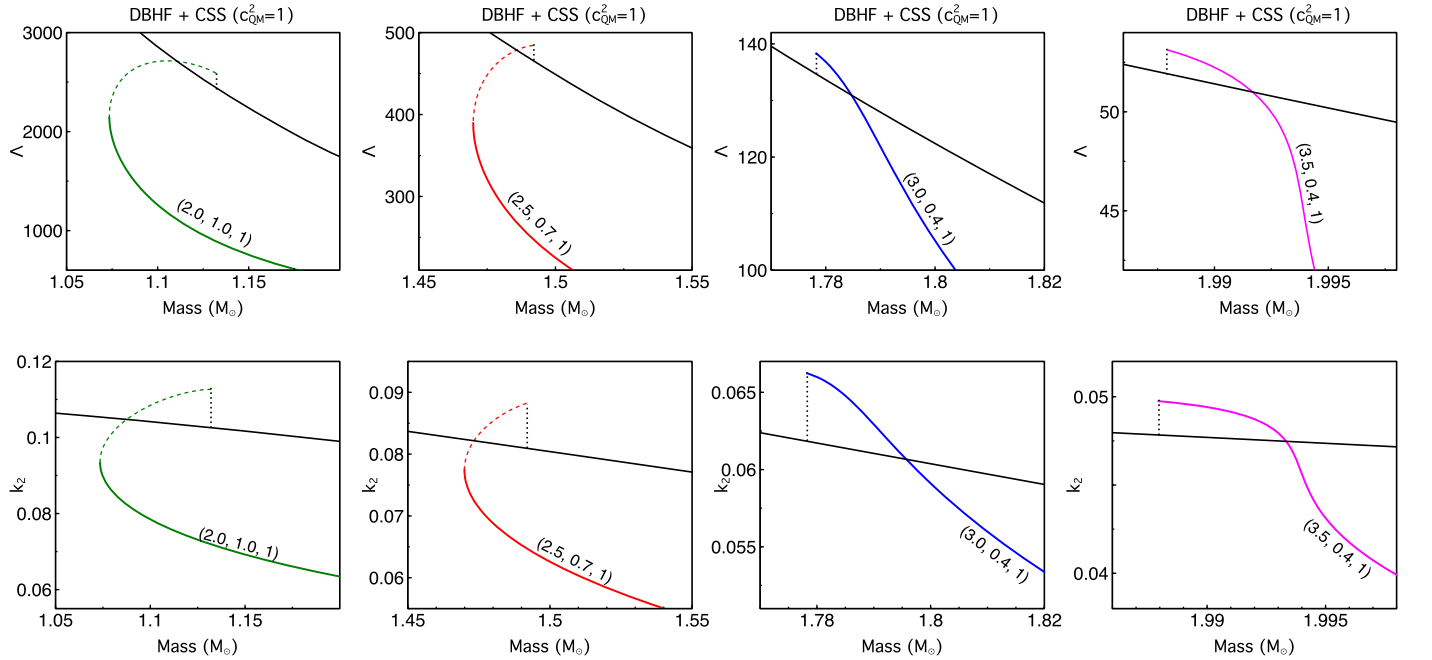 DBHF + CSS (c²QM=1)
DBHF + CSS (c²QM=1)
DBHF + CSS (c²QM=1)
DBHF + CSS (c²QM=1)
3000
2000
1000
Λ
(2.0, 1.0, 1)
1.05
1.1
1.15
Mass (M⊙)
500
400
300
Λ
(2.5, 0.7, 1)
1.45
1.5
1.55
Mass (M⊙)
140
120
100
Λ
(3.0, 0.4, 1)
1.78
1.8
1.82
Mass (M⊙)
50
45
Λ
(3.5, 0.4, 1)
1.99
1.995
Mass (M⊙)
0.12
0.1
0.08
0.06
k₂
(2.0, 1.0, 1)
1.05
1.1
1.15
Mass (M⊙)
0.09
0.08
0.07
0.06
k₂
(2.5, 0.7, 1)
1.45
1.5
1.55
Mass (M⊙)
0.065
0.06
0.055
k₂
(3.0, 0.4, 1)
1.78
1.8
1.82
Mass (M⊙)
0.05
0.04
k₂
(3.5, 0.4, 1)
1.99
1.995
Mass (M⊙)